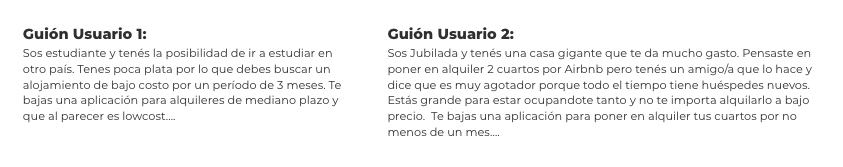 Guión Usuario 1:
Sos estudiante y tenés la posibilidad de ir a estudiar en
otro país. Tenes poca plata por lo que debes buscar un
alojamiento de bajo costo por un período de 3 meses. Te
bajas una aplicación para alquileres de mediano plazo y
que al parecer es lowcost....
Guión Usuario 2:
Sos Jubilada y tenés una casa gigante que te da mucho gasto. Pensaste en
poner en alquiler 2 cuartos por Airbnb pero tenés un amigo/a que lo hace y
dice que es muy agotador porque todo el tiempo tiene huéspedes nuevos.
Estás grande para estar ocupandote tanto y no te importa alquilarlo a bajo
precio.  Te bajas una aplicación para poner en alquiler tus cuartos por no
menos de un mes....